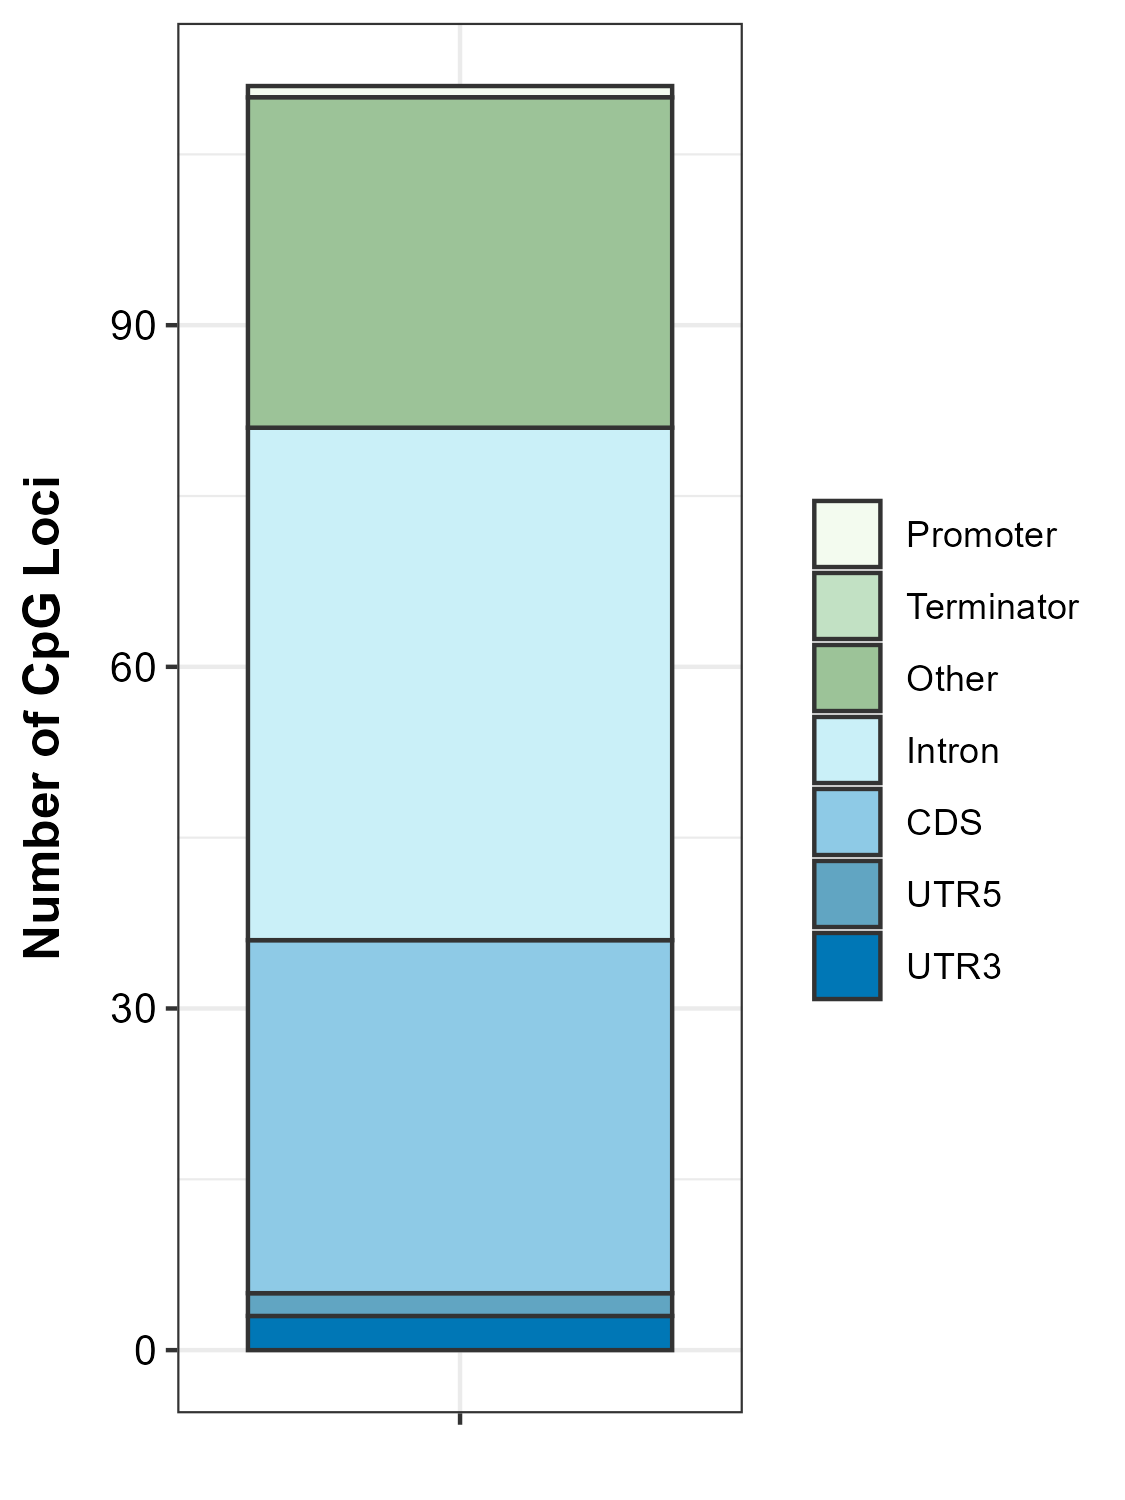 Number of CpG Loci
90
60
30
0
Promoter
Terminator
Other
Intron
CDS
UTR5
UTR3